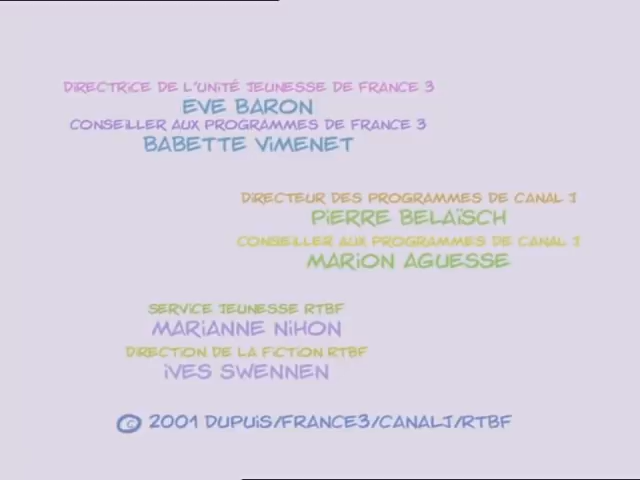 DIRECTRICE DE L'UNITÉ JEUNESSE DE FRANCE 3
EVE BARON
CONSEILLER AUX PROGRAMMES DE FRANCE 3
BABETTE VIMENET
DIRECTEUR DES PROGRAMMES DE CANAL J
PIERRE BELAÏSCH
CONSEILLER AUX PROGRAMMES DE CANAL J
MARION AGUESSE
SERVICE JEUNESSE RTBF
MARIANNE NIHON
DIRECTION DE LA FICTION RTBF
IVES SWENNEN
© 2001 DUPUIS/FRANCE3/CANALJ/RTBF